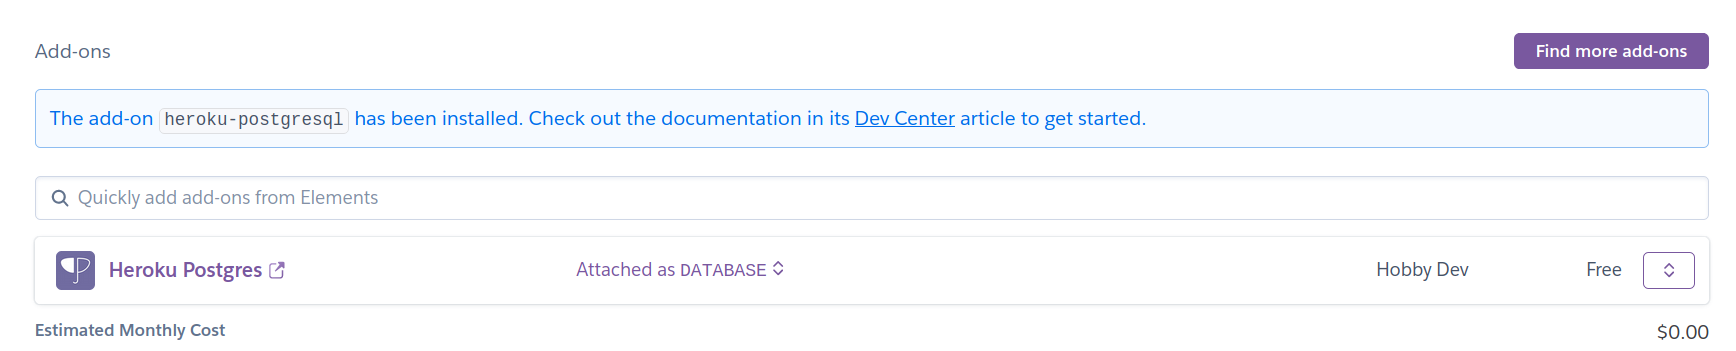 Add-ons
Find more add-ons
The add-on heroku-postgresql has been installed. Check out the documentation in its Dev Center article to get started.
Quickly add add-ons from Elements
Heroku Postgres Attached as DATABASE Hobby Dev Free
Estimated Monthly Cost $0.00